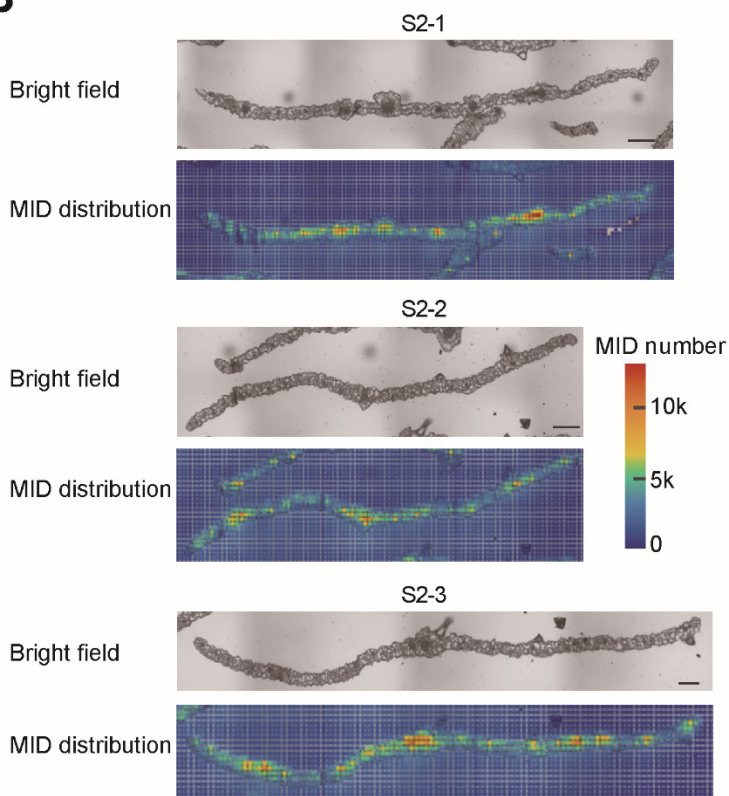 S2-1
Bright field
MID distribution
S2-2
Bright field
MID number
10k
MID distribution
5k
0
S2-3
Bright field
MID distribution